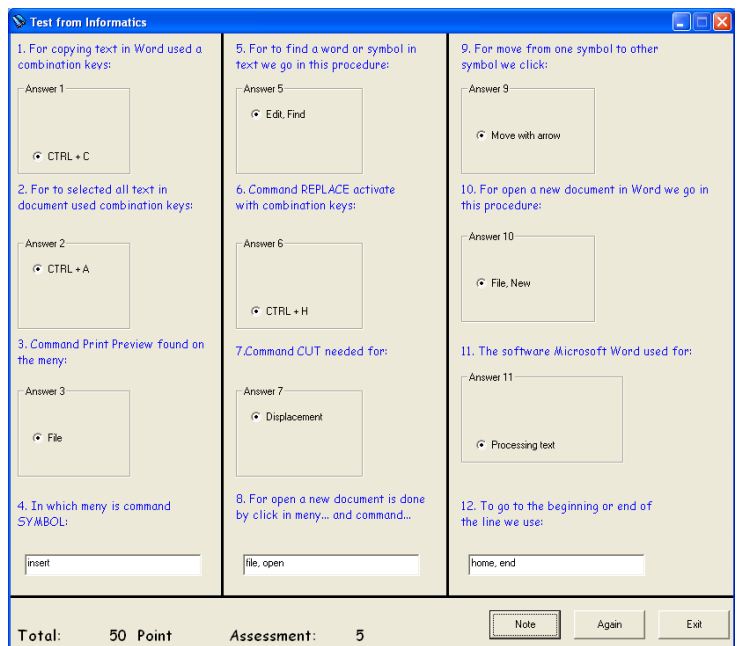 Test from Informatics
1. For copying text in Word used a
combination keys:
Answer 1
CTRL + C
2. For to selected all text in
document used combination keys:
Answer 2
CTRL + A
3. Command Print Preview found on
the meny:
Answer 3
File
4. In which meny is command
SYMBOL:
insert
5. For to find a word or symbol in
text we go in this procedure:
Answer 5
Edit, Find
6. Command REPLACE activate
with combination keys:
Answer 6
CTRL + H
7.Command CUT needed for:
Answer 7
Displacement
8. For open a new document is done
by click in meny... and command...
file, open
9. For move from one symbol to other
symbol we click:
Answer 9
Move with arrow
10. For open a new document in Word we go in
this procedure:
Answer 10
File, New
11. The software Microsoft Word used for:
Answer 11
Processing text
12. To go to the beginning or end of
the line we use:
home, end
Total: 50 Point Assessment: 5
Note Again Exit